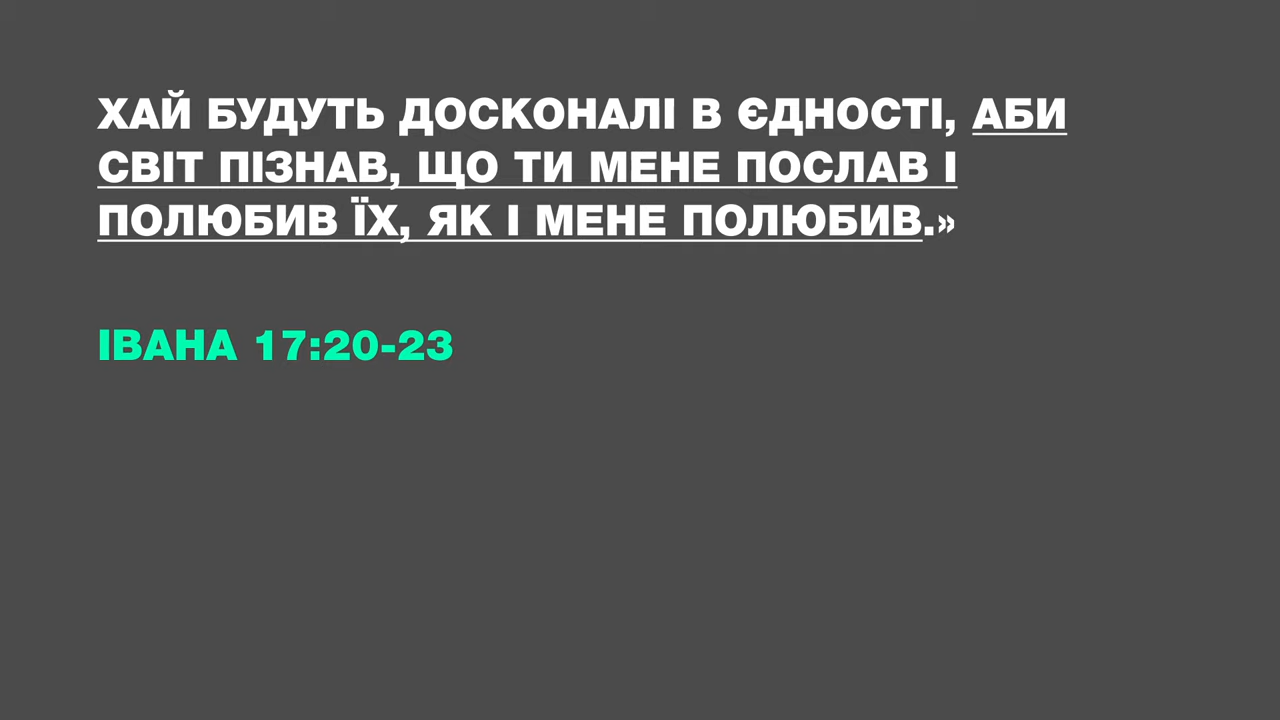 ХАЙ БУДУТЬ ДОСКОНАЛІ В ЄДНОСТІ, АБИ
СВІТ ПІЗНАВ, ЩО ТИ МЕНЕ ПОСЛАВ І
ПОЛЮБИВ ЇХ, ЯК І МЕНЕ ПОЛЮБИВ.»
ІВАНА 17:20-23